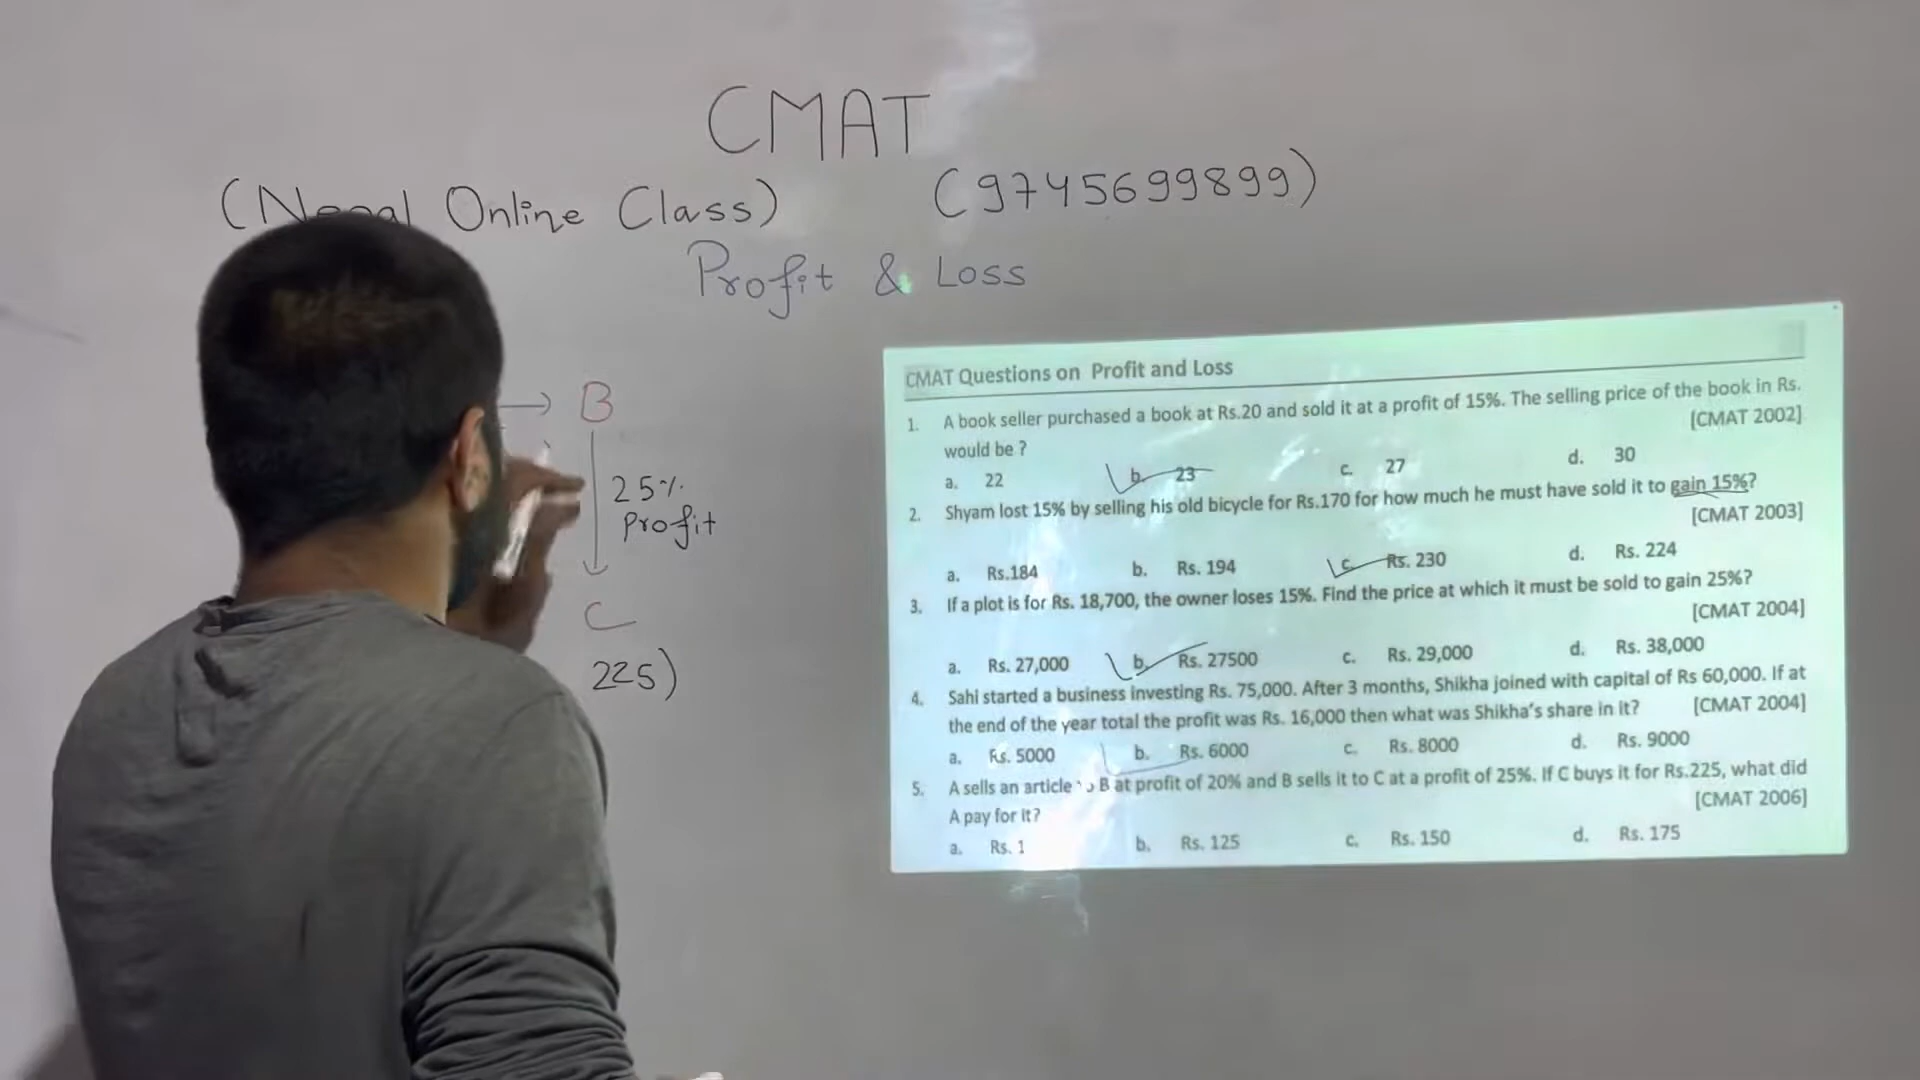 CMAT
(Nepal Online Class) (9745699899)
Profit & Loss
B
25%
Profit
C
225)
CMAT Questions on Profit and Loss
1. A book seller purchased a book at Rs.20 and sold it at a profit of 15%. The selling price of the book in Rs.
would be ? [CMAT 2002]
a. 22 b. 23 c. 27 d. 30
2. Shyam lost 15% by selling his old bicycle for Rs.170 for how much he must have sold it to gain 15%?
[CMAT 2003]
a. Rs.184 b. Rs. 194 c. Rs. 230 d. Rs. 224
3. If a plot is for Rs. 18,700, the owner loses 15%. Find the price at which it must be sold to gain 25%?
[CMAT 2004]
a. Rs. 27,000 b. Rs. 27500 c. Rs. 29,000 d. Rs. 38,000
4. Sahi started a business investing Rs. 75,000. After 3 months, Shikha joined with capital of Rs 60,000. If at
the end of the year total the profit was Rs. 16,000 then what was Shikha's share in it? [CMAT 2004]
a. Rs. 5000 b. Rs. 6000 c. Rs. 8000 d. Rs. 9000
5. A sells an article B at profit of 20% and B sells it to C at a profit of 25%. If C buys it for Rs.225, what did
A pay for it? [CMAT 2006]
a. Rs. 1 b. Rs. 125 c. Rs. 150 d. Rs. 175